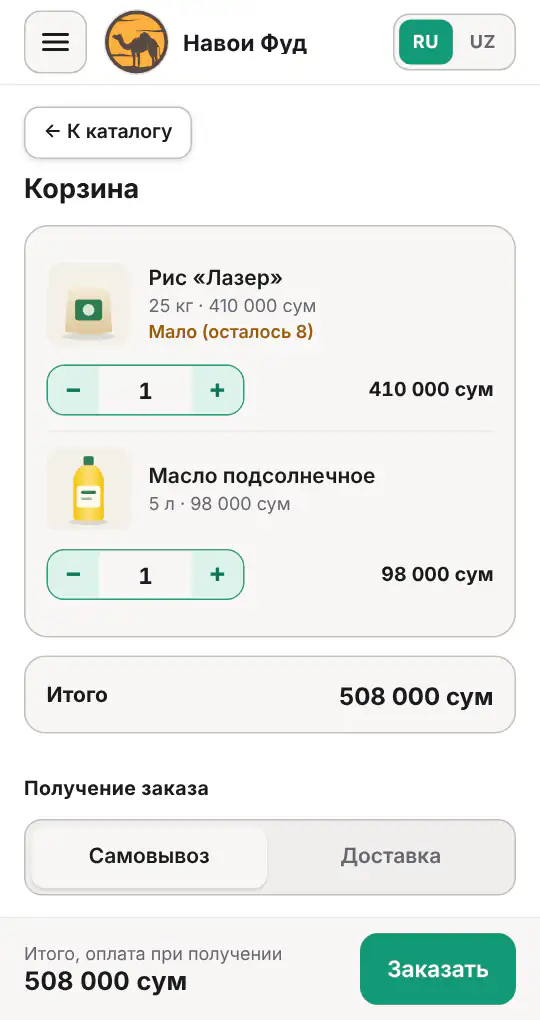 Навои Фуд
RU UZ
← К каталогу
Корзина
Рис «Лазер»
25 кг · 410 000 сум
Мало (осталось 8)
− 1 + 410 000 сум
Масло подсолнечное
5 л · 98 000 сум
− 1 + 98 000 сум
Итого 508 000 сум
Получение заказа
Самовывоз Доставка
Итого, оплата при получении
508 000 сум
Заказать